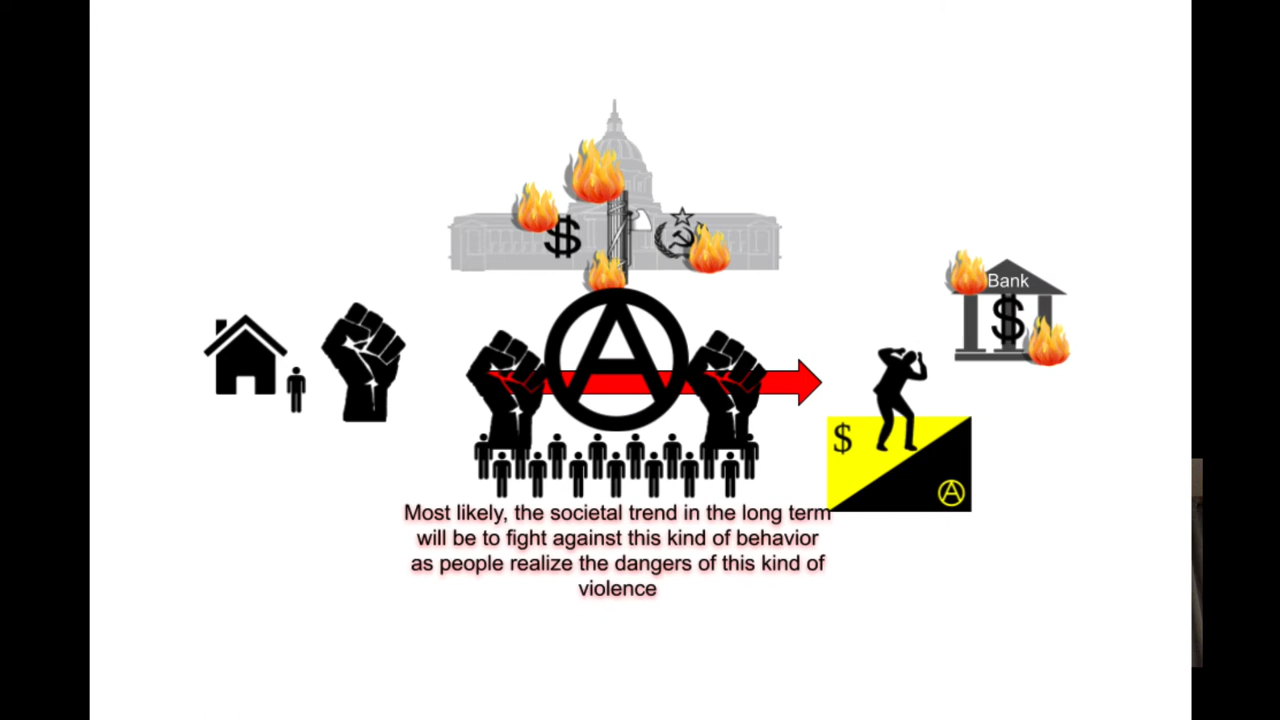 $
Bank
$
A
$
A
Most likely, the societal trend in the long term
will be to fight against this kind of behavior
as people realize the dangers of this kind of
violence